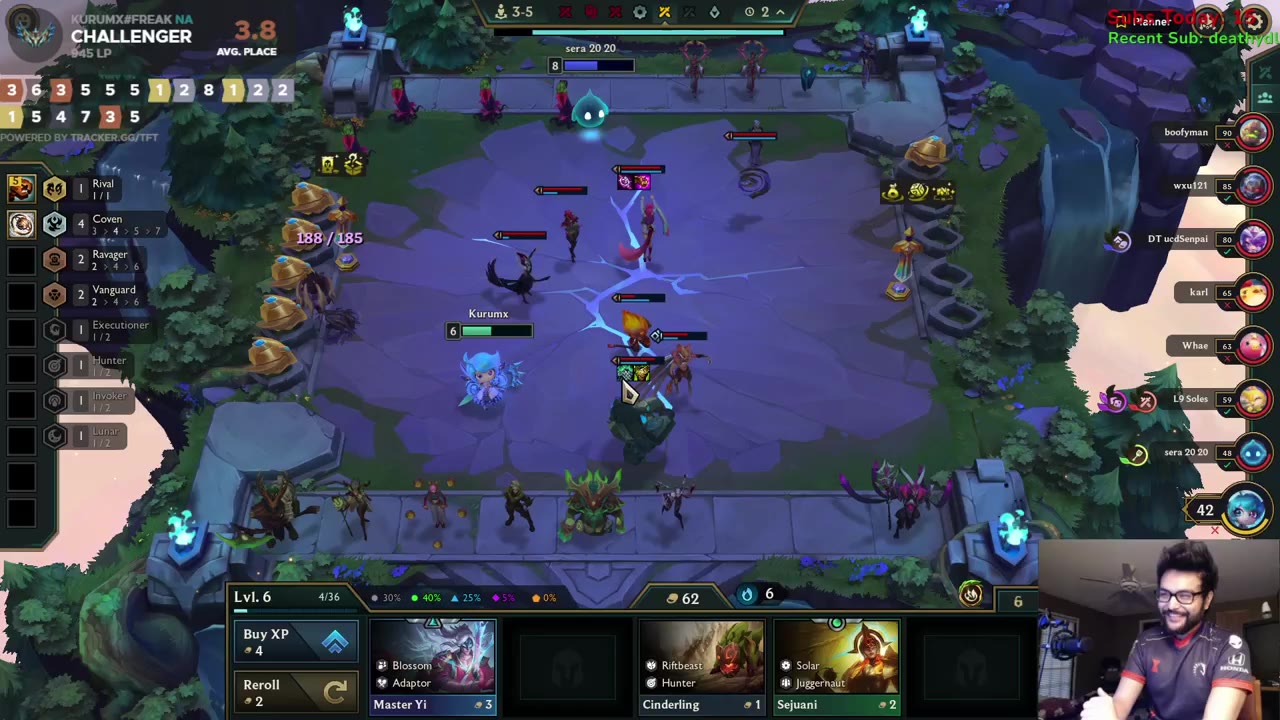 KURUMX#FREAK NA
CHALLENGER
945 LP
3.8
AVG. PLACE
3 6 3 5 5 5 1 2 8 1 2 2
1 5 4 7 3 5
POWERED BY TRACKER.GG/TFT
3-5
2
Subs Today: 15
Planner
Recent Sub: deathydl
sera 20 20
8
1 Rival
1 / 1
4 Coven
3 > 4 > 5 > 7
2 Ravager
2 > 4 > 6
2 Vanguard
2 > 4 > 6
1 Executioner
1 / 2
1 Hunter
1 / 2
1 Invoker
1 / 2
1 Lunar
1 / 2
188 / 185
Kurumx
6
boofyman 90
wxu121 85
DT ucdSenpai 80
karl 65
Whae 63
L9 Soles 59
sera 20 20 48
42
Lvl. 6 4/36
30% 40% 25% 5% 0%
62
6
6
Buy XP
4
Reroll
2
Blossom
Adaptor
Master Yi 3
Riftbeast
Hunter
Cinderling 1
Solar
Juggernaut
Sejuani 2
HONDA